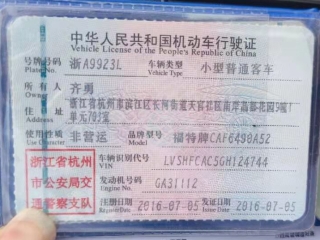 中华人民共和国机动车行驶证
Vehicle License of the People's Republic of China
号牌号码 浙A9923L 车辆类型 小型普通客车
Plate No. Vehicle Type
所有人 齐勇
Owner
住址 浙江省杭州市滨江区长河街道天官花区南岸晶都花园5幢1
Address 单元703室
使用性质 非营运 品牌型号 福特牌CAF6490A52
Use Character Model
浙江省杭州 车辆识别代号 LVSHFCAC5GH124744
VIN
市公安局交 发动机号码 GA31112
Engine No.
通警察支队 注册日期 2016-07-05 发证日期 2016-07-05
Register Date Issue Date